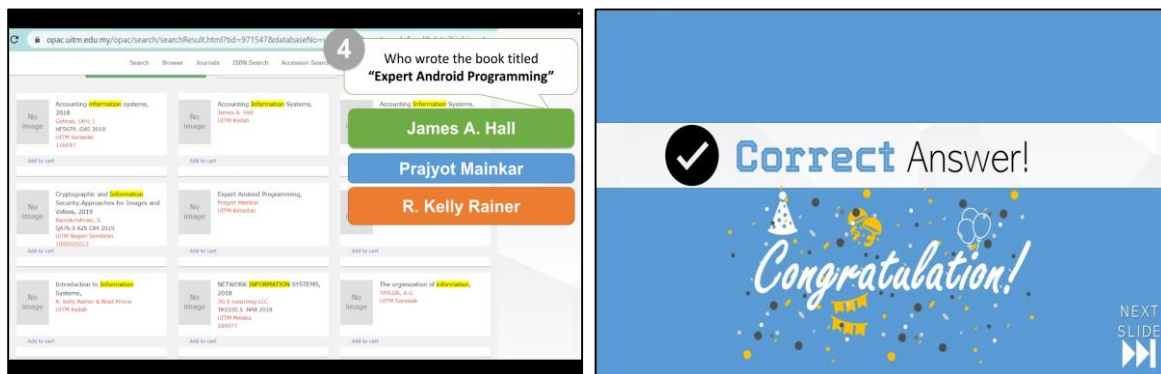 opac.uitm.edu.my/opac/search/searchResult.html?tid=971547&databaseNo=
Search Browse Journals ISBN Search Accession Search
4
Who wrote the book titled
“Expert Android Programming”
James A. Hall
Prajyot Mainkar
R. Kelly Rainer
No
Image
Accounting information systems,
2018
Gelinas, Ulric J.
HF5679 .G45 2018
UiTM Sarawak
116047
Add to cart
No
Image
Accounting Information Systems,
James A. Hall
UiTM Kedah
Add to cart
Accounting Information Systems,
No
Image
Cryptographic and Information
Security:Approaches for Images and
Videos, 2019
Ramakrishnan, S.
QA76.9 A25 C84 2019
UiTM Negeri Sembilan
1000025012
Add to cart
No
Image
Expert Android Programming,
Prajyot Mainkar
UiTM Kelantan
Add to cart
Add to cart
No
Image
Introduction to Information
Systems,
R. Kelly Rainer & Brad Prince
UiTM Kedah
Add to cart
No
Image
NETWORK INFORMATION SYSTEMS,
2018
3G E-Learning LLC
TK5105.5 .N48 2018
UiTM Melaka
Add to cart
No
Image
The organization of information,
TAYLOR, A.G
UiTM Sarawak
Add to cart
Correct Answer!
Congratulation!
NEXT
SLIDE